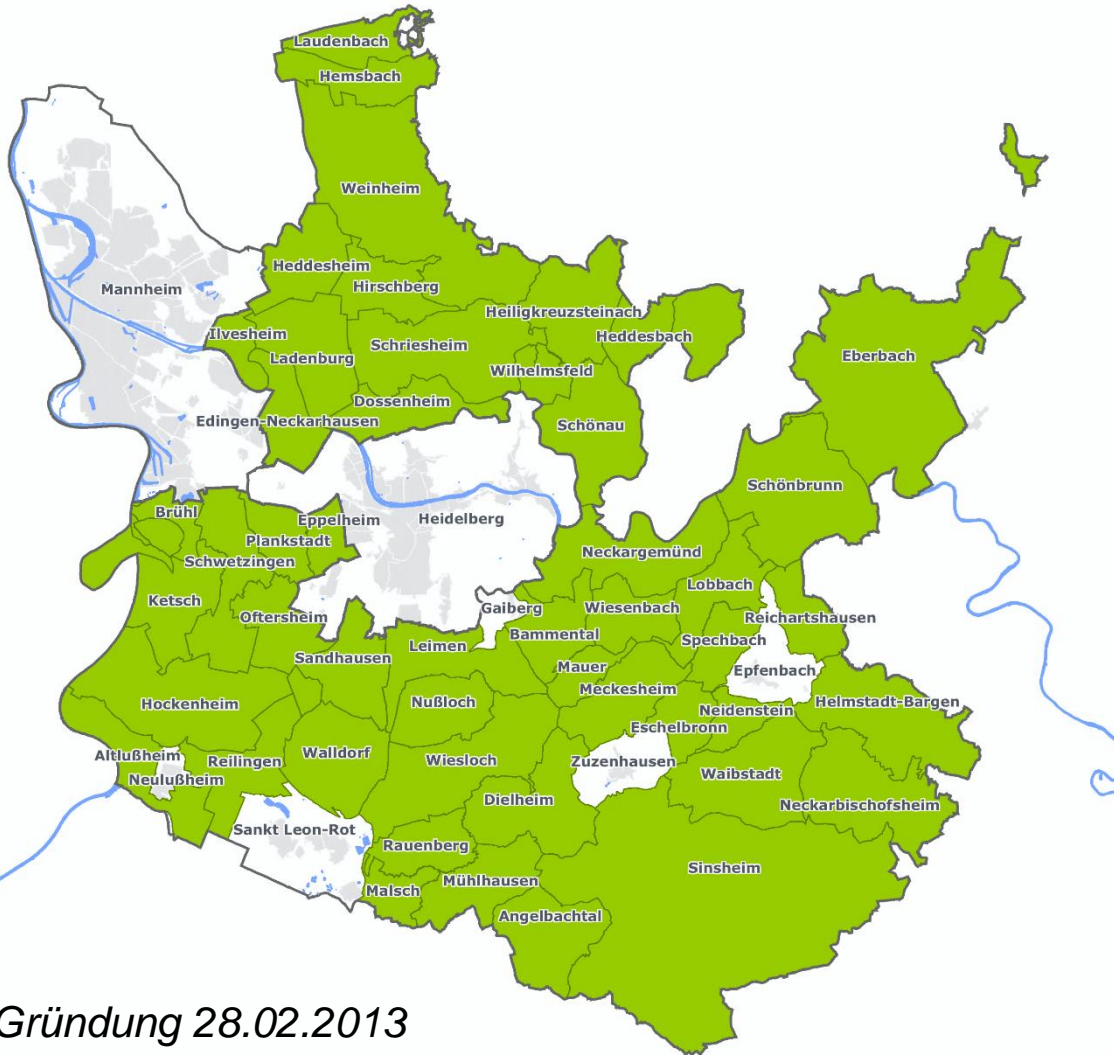 Laudenbach
Hemsbach
Weinheim
Heddesheim
Hirschberg
Mannheim
Heiligkreuzsteinach
Ilvesheim
Heddesbach
Schriesheim
Ladenburg
Eberbach
Wilhelmsfeld
Dossenheim
Edingen-Neckarhausen
Schönau
Schönbrunn
Brühl
Eppelheim
Heidelberg
Plankstadt
Neckargemünd
Schwetzingen
Lobbach
Ketsch
Gaiberg
Wiesenbach
Oftersheim
Reichartshausen
Bammental
Spechbach
Leimen
Sandhausen
Mauer
Epfenbach
Meckesheim
Hockenheim
Nußloch
Helmstadt-Bargen
Neidenstein
Eschelbronn
Altlußheim
Walldorf
Wiesloch
Reilingen
Zuzenhausen
Neulußheim
Waibstadt
Dielheim
Neckarbischofsheim
Sankt Leon-Rot
Rauenberg
Sinsheim
Mühlhausen
Malsch
Angelbachtal
Gründung 28.02.2013